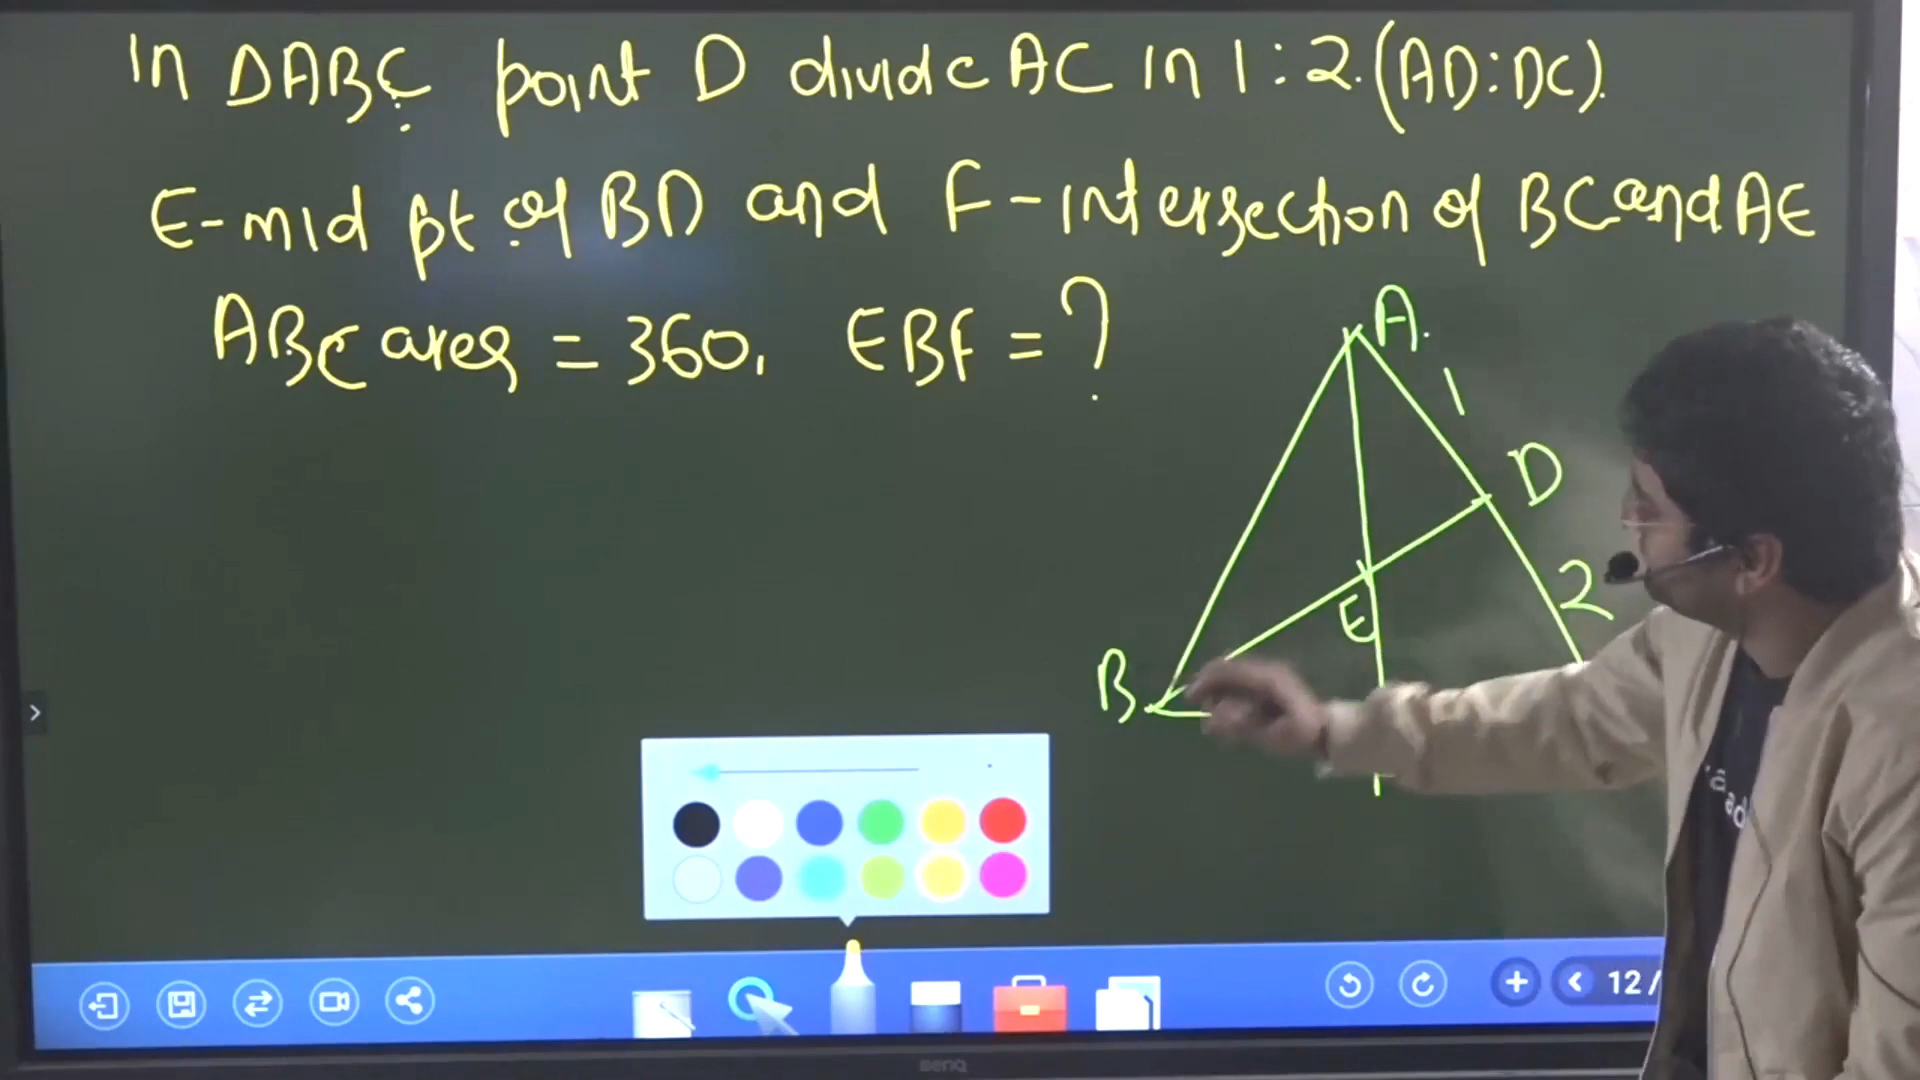 In ΔABC point D divide AC in 1:2. (AD:DC).
E-mid pt of BD and F-intersection of BC and AE
ABC area = 360, EBF = ?
A.
1
D
2
E
B
12/
BenQ